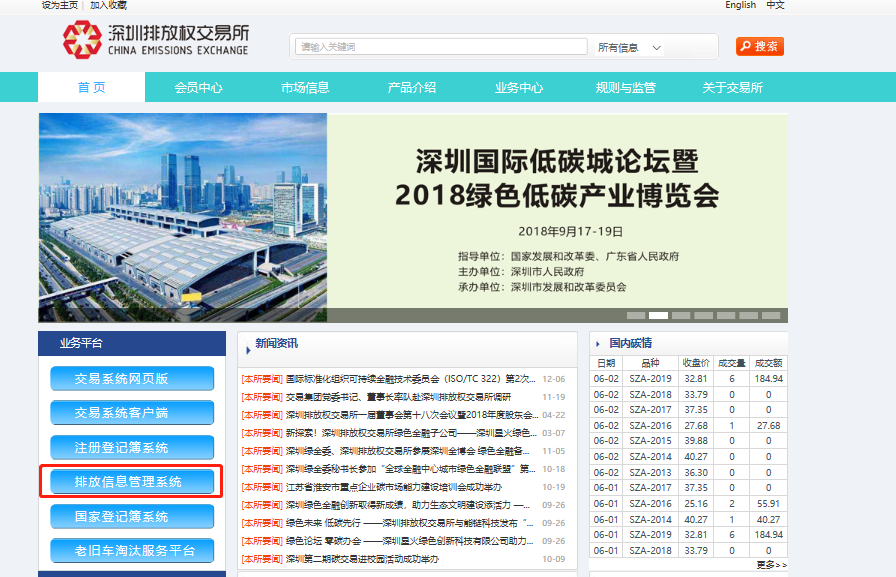 设为主页 | 加入收藏
English 中文
深圳排放权交易所
CHINA EMISSIONS EXCHANGE
请输入关键词
所有信息
搜索
首 页 会员中心 市场信息 产品介绍 业务中心 规则与监管 关于交易所
深圳国际低碳城论坛暨
2018绿色低碳产业博览会
2018年9月17-19日
指导单位：国家发展和改革委、广东省人民政府
主办单位：深圳市人民政府
承办单位：深圳市发展和改革委员会
业务平台
交易系统网页版
交易系统客户端
注册登记簿系统
排放信息管理系统
国家登记簿系统
老旧车淘汰服务平台
新闻资讯
[本所要闻] 国际标准化组织可持续金融技术委员会（ISO/TC 322）第2次... 12-06
[本所要闻] 交易集团党委书记、董事长率队赴深圳排放权交易所调研 11-19
[本所要闻] 深圳排放权交易所一届董事会第十八次会议暨2018年度股东会... 04-22
[本所要闻] 新探索！深圳排放权交易所绿色金融子公司——深圳星火绿色... 03-07
[本所要闻] 深圳绿金委、深圳排放权交易所参展深圳金博会 绿色金融备... 11-05
[本所要闻] 深圳绿金委秘书长参加“全球金融中心城市绿色金融联盟”第... 10-18
[本所要闻] 江苏省淮安市重点企业碳市场能力建设培训会成功举办 10-19
[本所要闻] 深圳绿色金融创新取得新成绩，助力生态文明建设添活力 —... 09-26
[本所要闻] 绿色未来 低碳先行 ——深圳排放权交易所与能链科技发布“... 09-26
[本所要闻] 绿色论坛 零碳办会 ——深圳星火绿色创新科技有限公司助力... 09-26
[本所要闻] 深圳第二期碳交易进校园活动成功举办 10-09
国内碳情
日期 品种 收盘价 成交量 成交额
06-02 SZA-2019 32.81 6 184.94
06-02 SZA-2018 33.79 0 0
06-02 SZA-2017 37.35 0 0
06-02 SZA-2016 27.68 1 27.68
06-02 SZA-2015 39.88 0 0
06-02 SZA-2014 40.27 0 0
06-02 SZA-2013 36.30 0 0
06-01 SZA-2017 37.35 0 0
06-01 SZA-2016 25.16 2 55.91
06-01 SZA-2014 40.27 1 40.27
06-01 SZA-2019 32.81 6 184.94
06-01 SZA-2018 33.79 0 0
更多>>